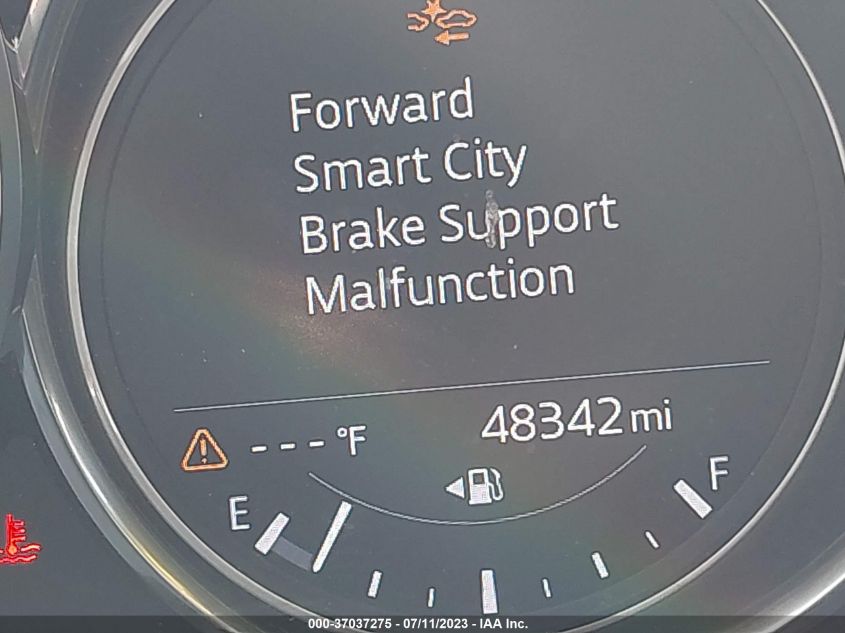 Forward
Smart City
Brake Support
Malfunction
---°F
48342 mi
E
F
000-37037275 - 07/11/2023 - IAA Inc.